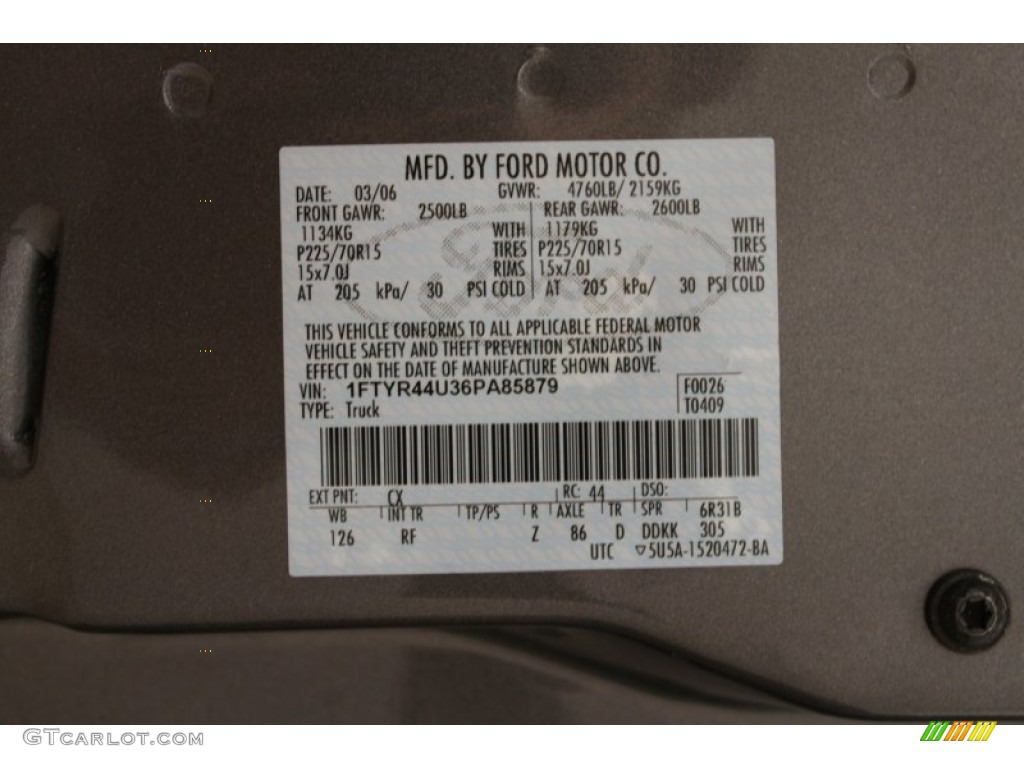 MFD. BY FORD MOTOR CO.
DATE: 03/06 GVWR: 4760LB/ 2159KG
FRONT GAWR: 2500LB REAR GAWR: 2600LB
1134KG WITH 1179KG WITH
P225/70R15 TIRES P225/70R15 TIRES
15x7.0J RIMS 15x7.0J RIMS
AT 205 kPa/ 30 PSI COLD AT 205 kPa/ 30 PSI COLD
THIS VEHICLE CONFORMS TO ALL APPLICABLE FEDERAL MOTOR
VEHICLE SAFETY AND THEFT PREVENTION STANDARDS IN
EFFECT ON THE DATE OF MANUFACTURE SHOWN ABOVE.
VIN: 1FTYR44U36PA85879 F0026
TYPE: Truck T0409
EXT PNT: CX RC: 44 DSO:
WB INT TR TP/PS R AXLE TR SPR 6R31B
126 RF Z 86 D DDKK 305
UTC ▽5U5A-1520472-BA
GTCARLOT.COM